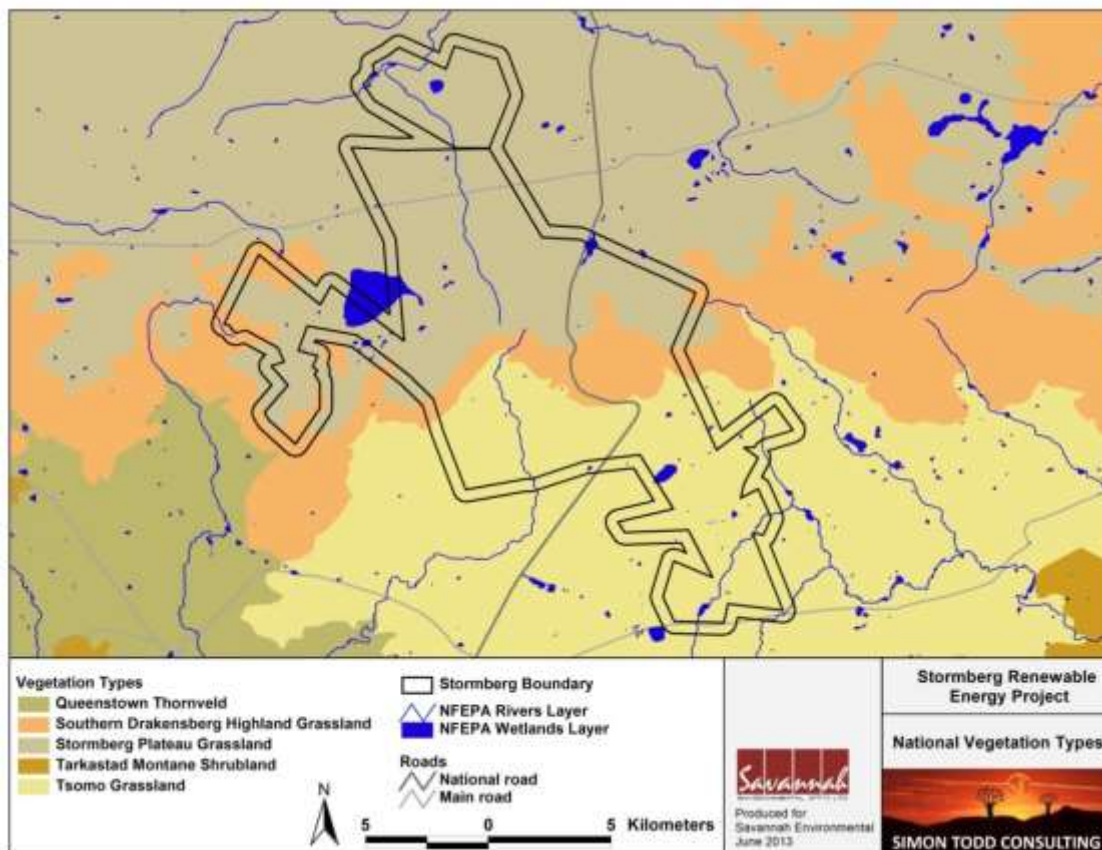 Vegetation Types
Queenstown Thornveld
Southern Drakensberg Highland Grassland
Stormberg Plateau Grassland
Tarkastad Montane Shrubland
Tsomo Grassland
Stormberg Boundary
NFEPA Rivers Layer
NFEPA Wetlands Layer
Roads
National road
Main road
N
5 0 5 Kilometers
Savannah
Produced for
Savannah Environmental
June 2013
Stormberg Renewable
Energy Project
National Vegetation Types
SIMON TODD CONSULTING